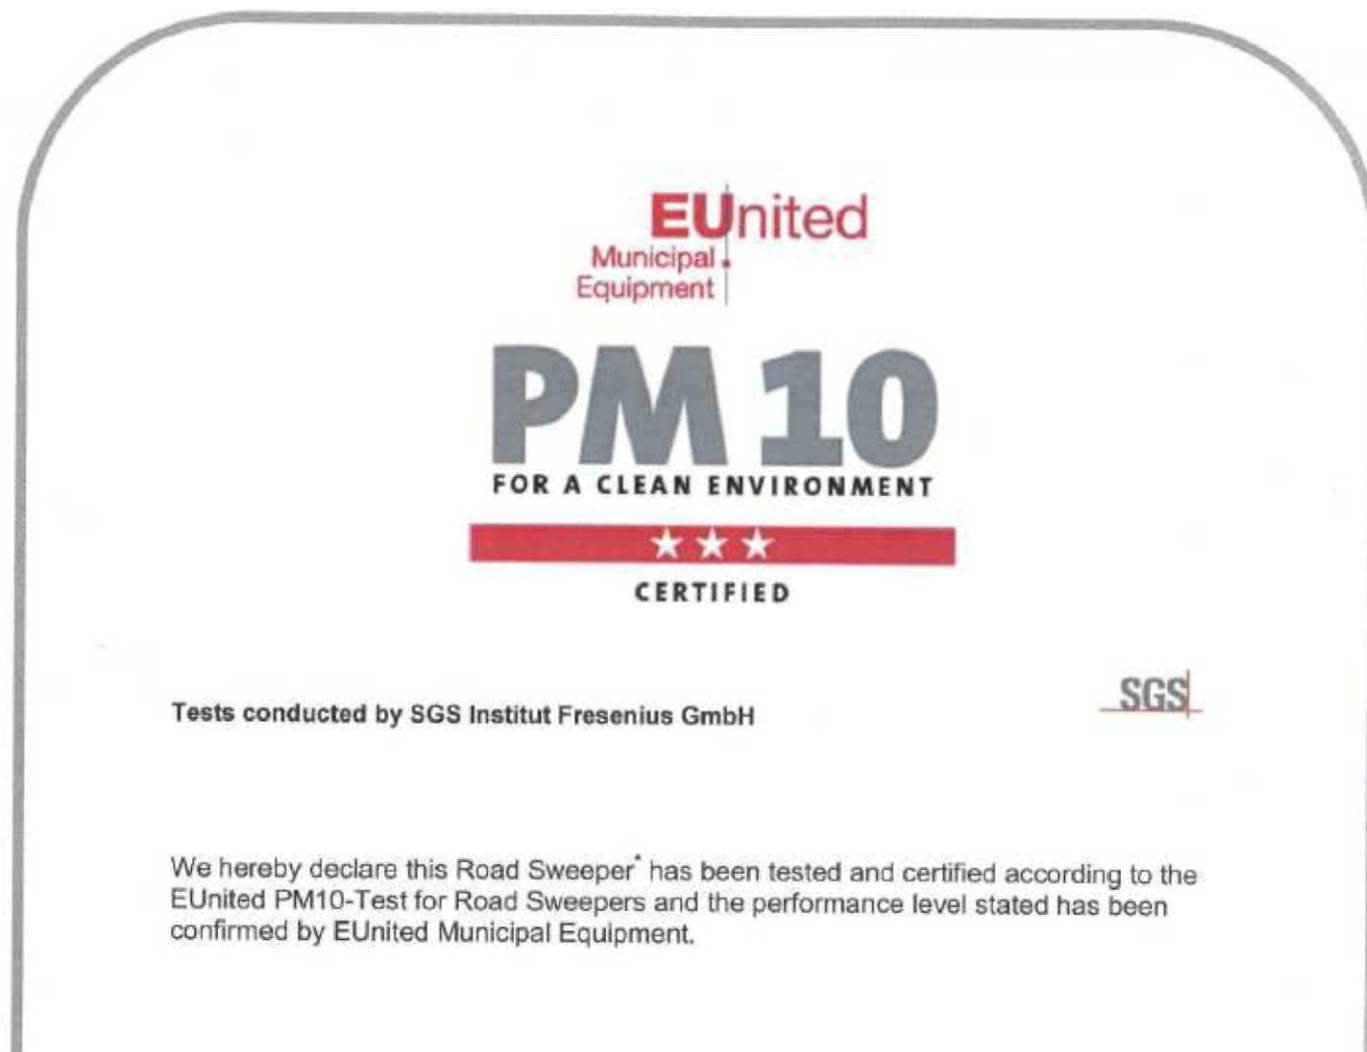 EUnited
Municipal
Equipment
PM 10
FOR A CLEAN ENVIRONMENT
CERTIFIED
SGS
Tests conducted by SGS Institut Fresenius GmbH
We hereby declare this Road Sweeper* has been tested and certified according to the
EUnited PM10-Test for Road Sweepers and the performance level stated has been
confirmed by EUnited Municipal Equipment.